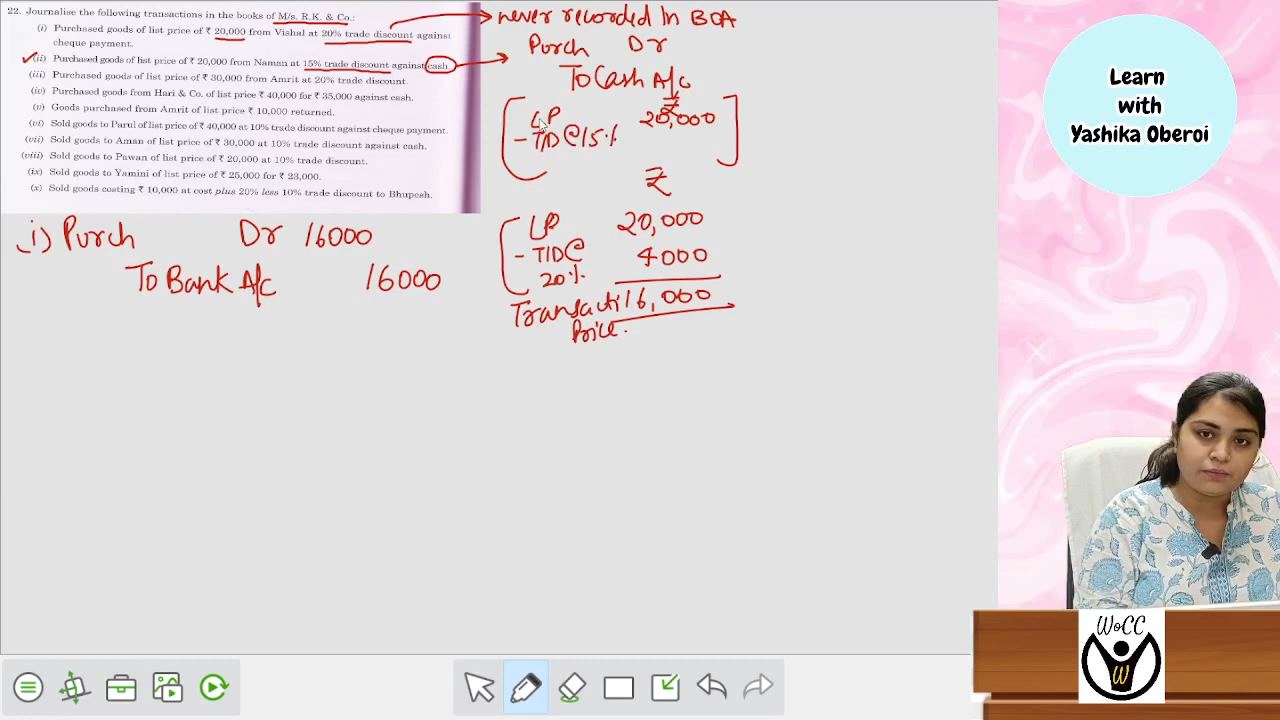 22. Journalise the following transactions in the books of M/s. R.K. & Co.:
(i) Purchased goods of list price of ₹ 20,000 from Vishal at 20% trade discount against
cheque payment.
(ii) Purchased goods of list price of ₹ 20,000 from Naman at 15% trade discount against cash.
(iii) Purchased goods of list price of ₹ 30,000 from Amrit at 20% trade discount.
(iv) Purchased goods from Hari & Co. of list price ₹ 40,000 for ₹ 35,000 against cash.
(v) Goods purchased from Amrit of list price ₹ 10,000 returned.
(vi) Sold goods to Parul of list price ₹ 40,000 at 10% trade discount against cheque payment.
(vii) Sold goods to Aman of list price ₹ 30,000 at 10% trade discount against cash.
(viii) Sold goods to Pawan of list price ₹ 20,000 at 10% trade discount.
(ix) Sold goods to Yamini of list price of ₹ 25,000 for ₹ 23,000.
(x) Sold goods costing ₹ 10,000 at cost plus 20% less 10% trade discount to Bhupesh.
never recorded in BOA
Purch Dr
To Cash A/c
₹
LP 20,000
- T/D @ 15%
₹
LP 20,000
- T/D @ 4000
20%
Transacti 16,000
Price.
(i) Purch Dr 16000
To Bank A/c 16000
Learn
with
Yashika Oberoi
WOCC
W